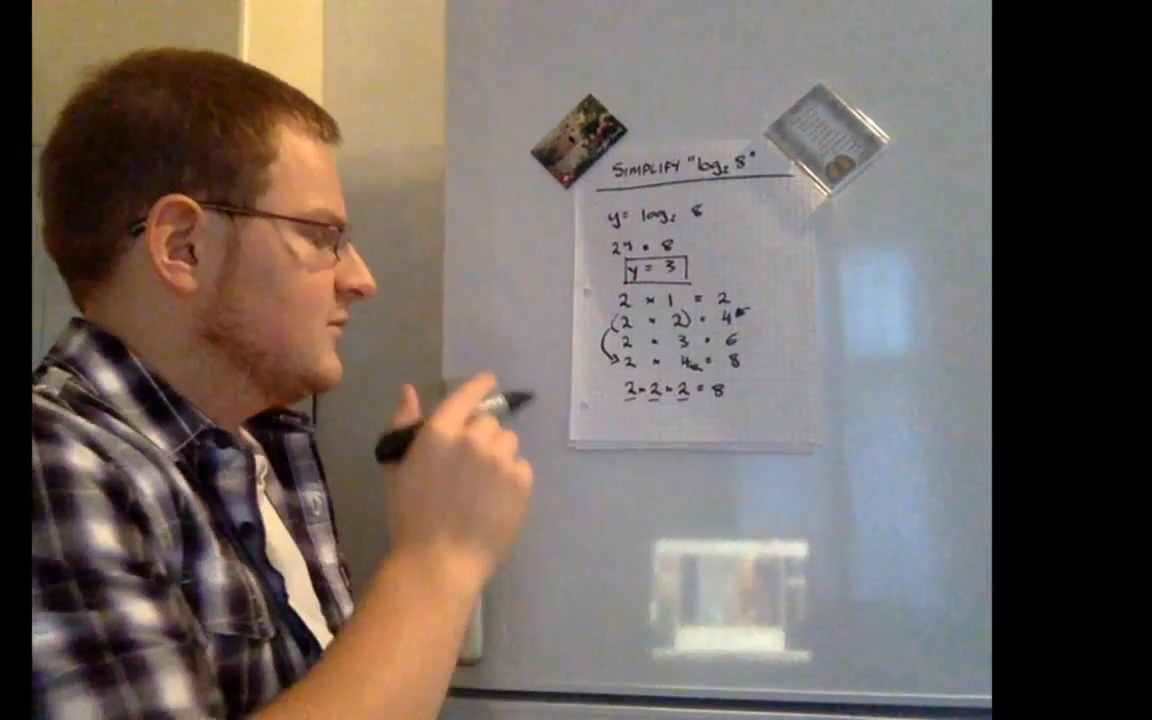 SIMPLIFY "log₂ 8"
y = log₂ 8
2ʸ = 8
y = 3
2 × 1 = 2
(2 × 2) = 4
2 × 3 = 6
2 × 4 = 8
2 × 2 × 2 = 8